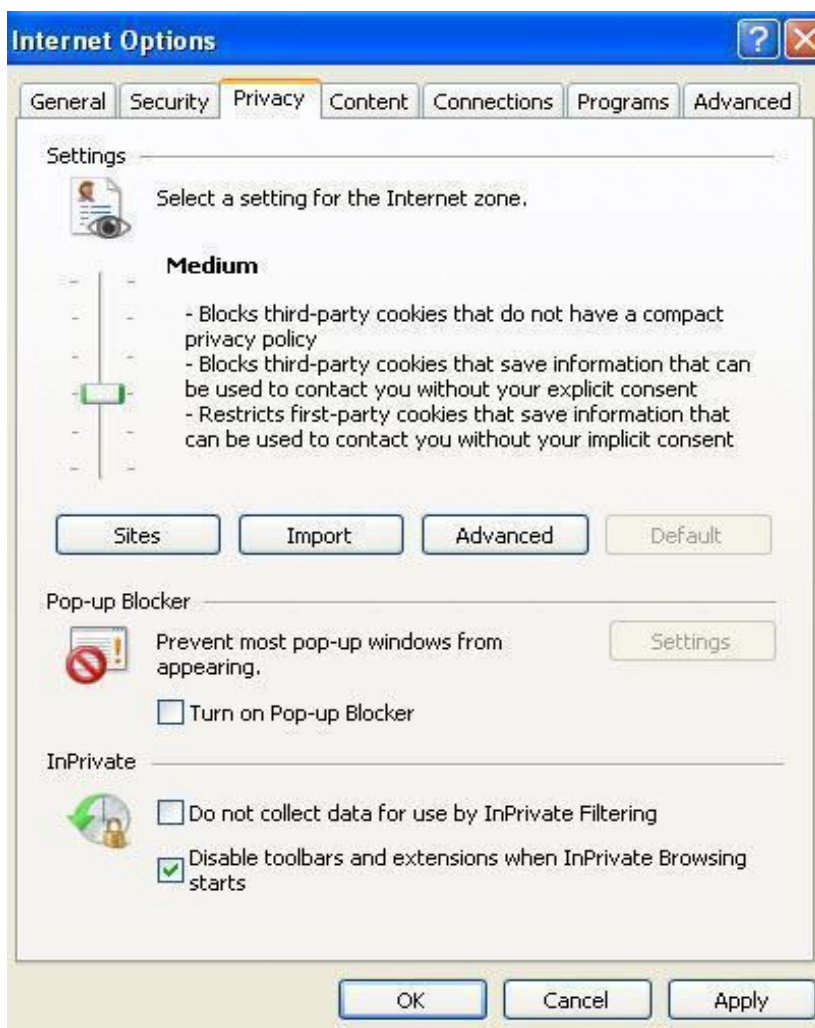 Internet Options
?
General Security Privacy Content Connections Programs Advanced
Settings
Select a setting for the Internet zone.
Medium
- Blocks third-party cookies that do not have a compact
privacy policy
- Blocks third-party cookies that save information that can
be used to contact you without your explicit consent
- Restricts first-party cookies that save information that
can be used to contact you without your implicit consent
Sites Import Advanced Default
Pop-up Blocker
Prevent most pop-up windows from
appearing.
Settings
Turn on Pop-up Blocker
InPrivate
Do not collect data for use by InPrivate Filtering
Disable toolbars and extensions when InPrivate Browsing
starts
OK Cancel Apply